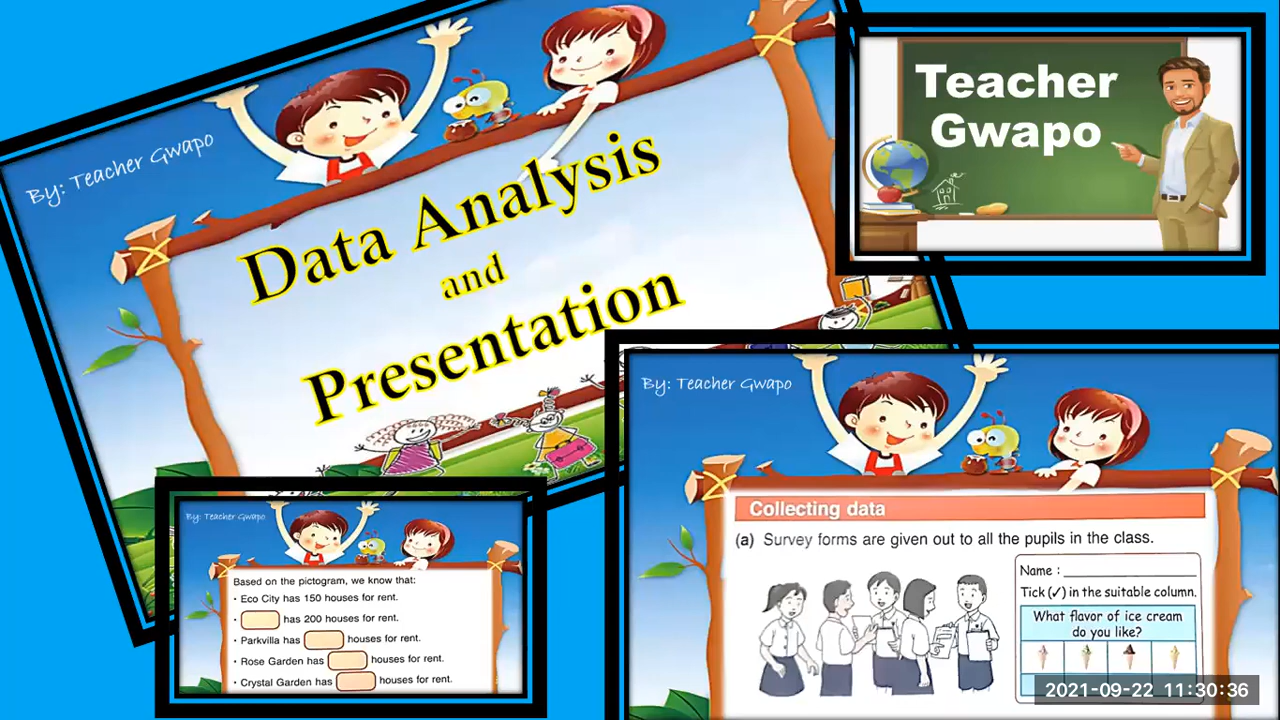 By: Teacher Gwapo
Data Analysis
and
Presentation
Teacher
Gwapo
By: Teacher Gwapo
Based on the pictogram, we know that:
• Eco City has 150 houses for rent.
• has 200 houses for rent.
• Parkvilla has houses for rent.
• Rose Garden has houses for rent.
• Crystal Garden has houses for rent.
By: Teacher Gwapo
Collecting data
(a) Survey forms are given out to all the pupils in the class.
Name : ____________________
Tick (✓) in the suitable column.
What flavor of ice cream
do you like?
2021-09-22 11:30:36